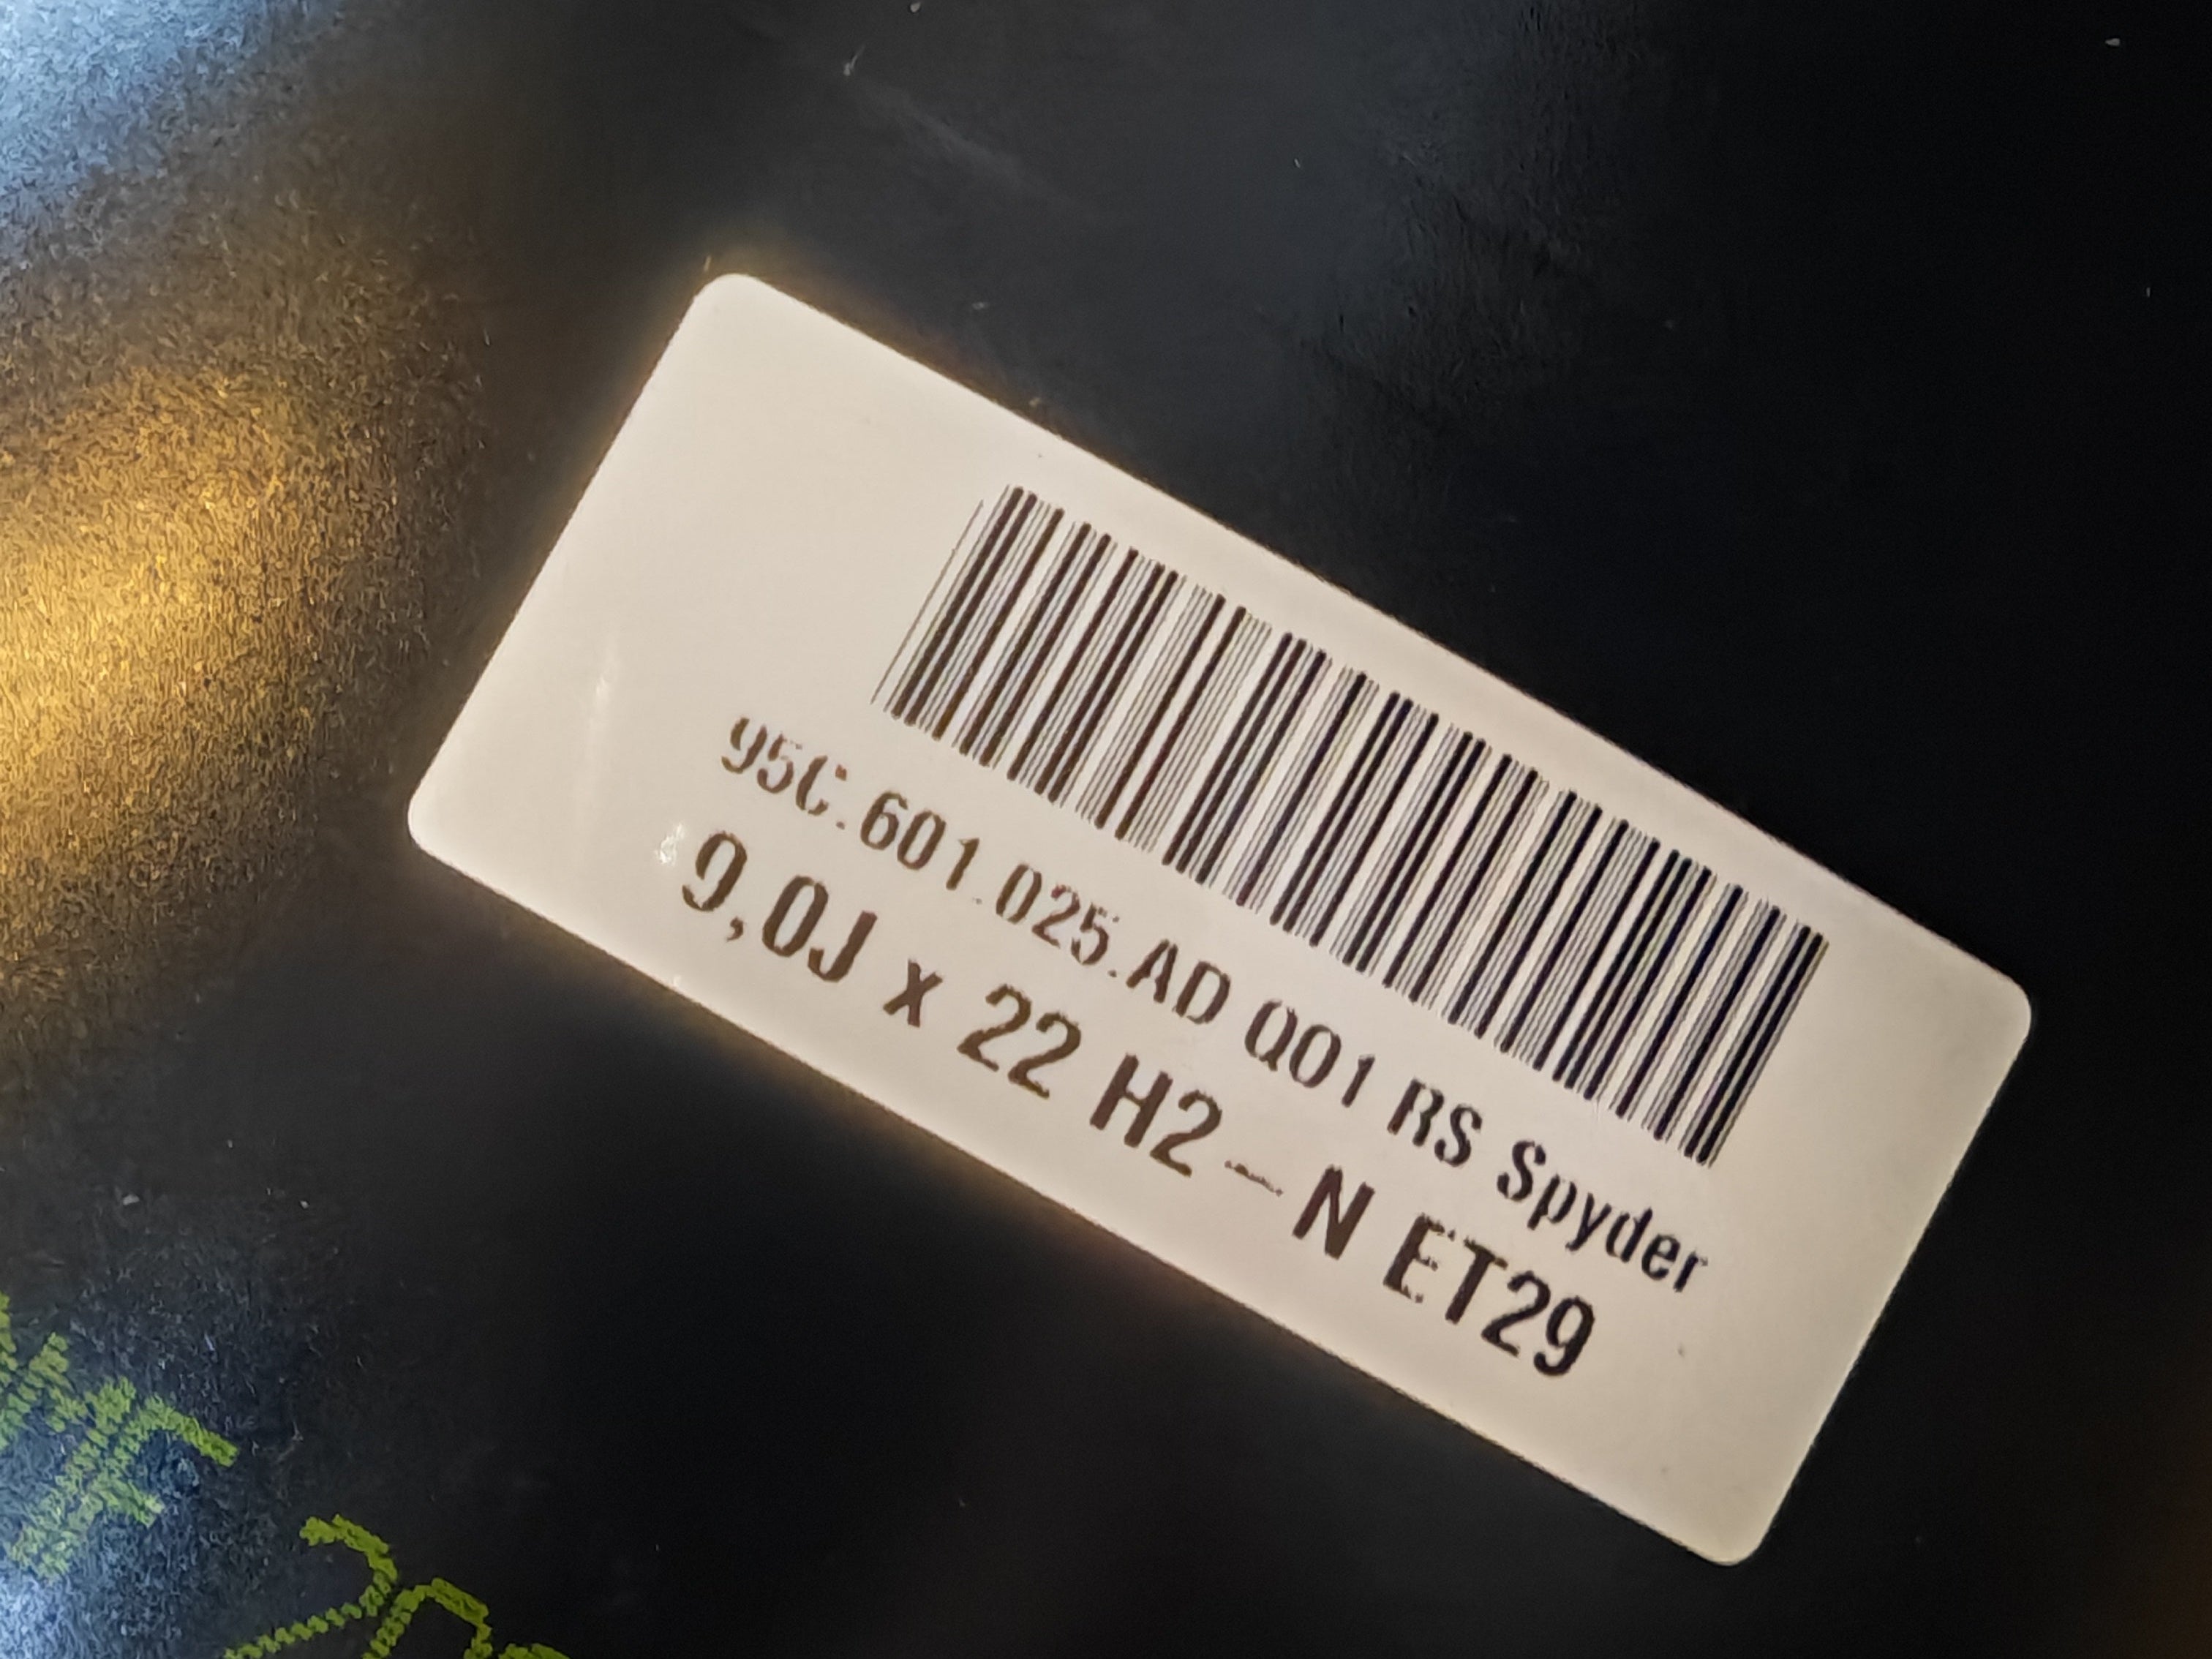 95C.601.025.AD Q01 RS Spyder
9,0J x 22 H2-N ET29